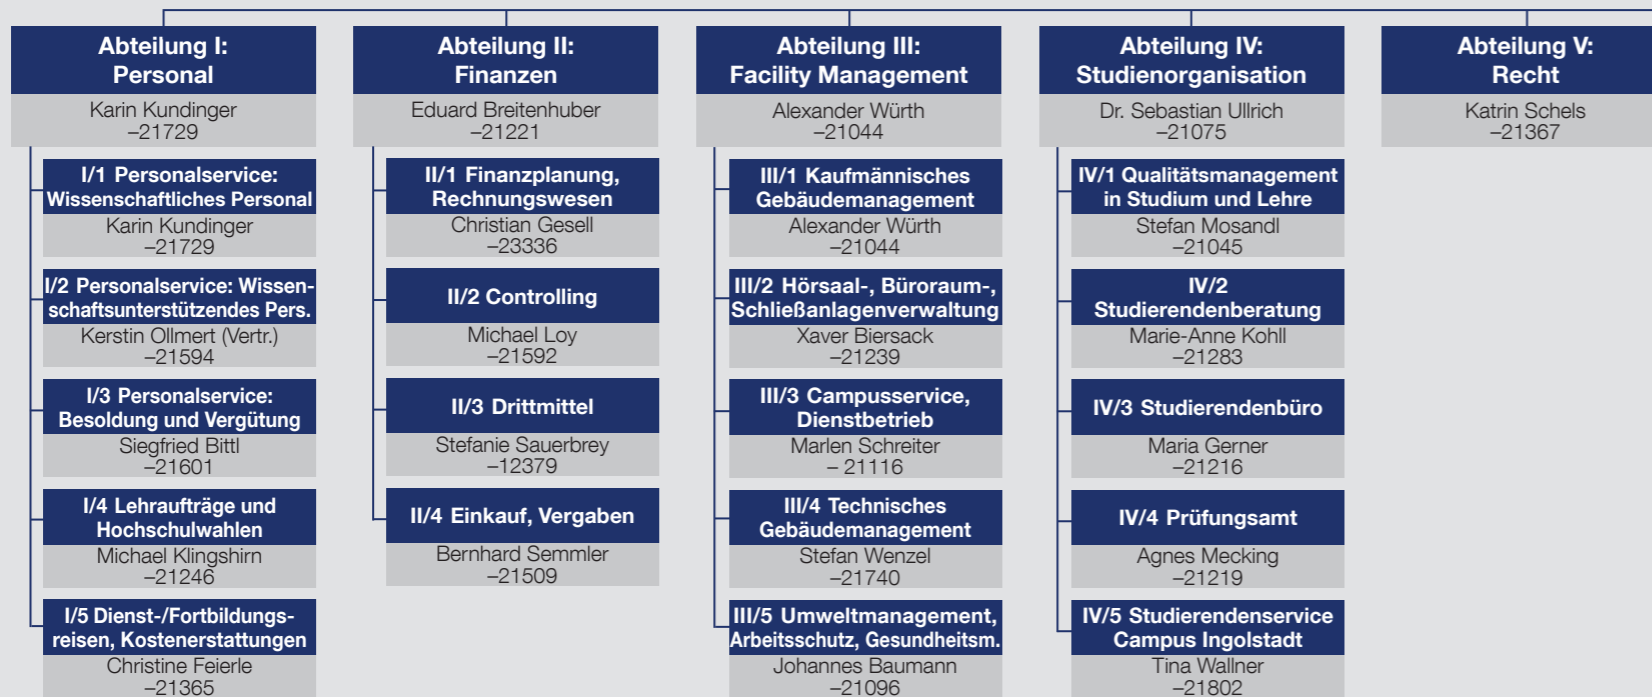 Abteilung I:
Personal
Karin Kundinger
–21729
I/1 Personalservice:
Wissenschaftliches Personal
Karin Kundinger
–21729
I/2 Personalservice: Wissen-
schaftsunterstützendes Pers.
Kerstin Ollmert (Vertr.)
–21594
I/3 Personalservice:
Besoldung und Vergütung
Siegfried Bittl
–21601
I/4 Lehraufträge und
Hochschulwahlen
Michael Klingshirn
–21246
I/5 Dienst-/Fortbildungs-
reisen, Kostenerstattungen
Christine Feierle
–21365
Abteilung II:
Finanzen
Eduard Breitenhuber
–21221
II/1 Finanzplanung,
Rechnungswesen
Christian Gesell
–23336
II/2 Controlling
Michael Loy
–21592
II/3 Drittmittel
Stefanie Sauerbrey
–12379
II/4 Einkauf, Vergaben
Bernhard Semmler
–21509
Abteilung III:
Facility Management
Alexander Würth
–21044
III/1 Kaufmännisches
Gebäudemanagement
Alexander Würth
–21044
III/2 Hörsaal-, Büroraum-,
Schließanlagenverwaltung
Xaver Biersack
–21239
III/3 Campusservice,
Dienstbetrieb
Marlen Schreiter
– 21116
III/4 Technisches
Gebäudemanagement
Stefan Wenzel
–21740
III/5 Umweltmanagement,
Arbeitsschutz, Gesundheitsm.
Johannes Baumann
–21096
Abteilung IV:
Studienorganisation
Dr. Sebastian Ullrich
–21075
IV/1 Qualitätsmanagement
in Studium und Lehre
Stefan Mosandl
–21045
IV/2
Studierendenberatung
Marie-Anne Kohll
–21283
IV/3 Studierendenbüro
Maria Gerner
–21216
IV/4 Prüfungsamt
Agnes Mecking
–21219
IV/5 Studierendenservice
Campus Ingolstadt
Tina Wallner
–21802
Abteilung V:
Recht
Katrin Schels
–21367